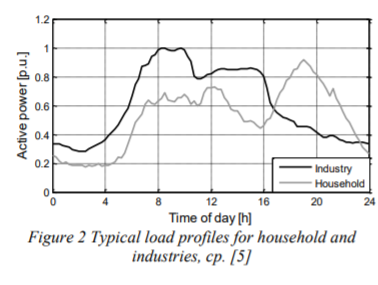 1.2
1
0.8
0.6
0.4
0.2
0
Active power [p.u.]
0 4 8 12 16 20 24
Time of day [h]
Industry
Household
Figure 2 Typical load profiles for household and
industries, cp. [5]